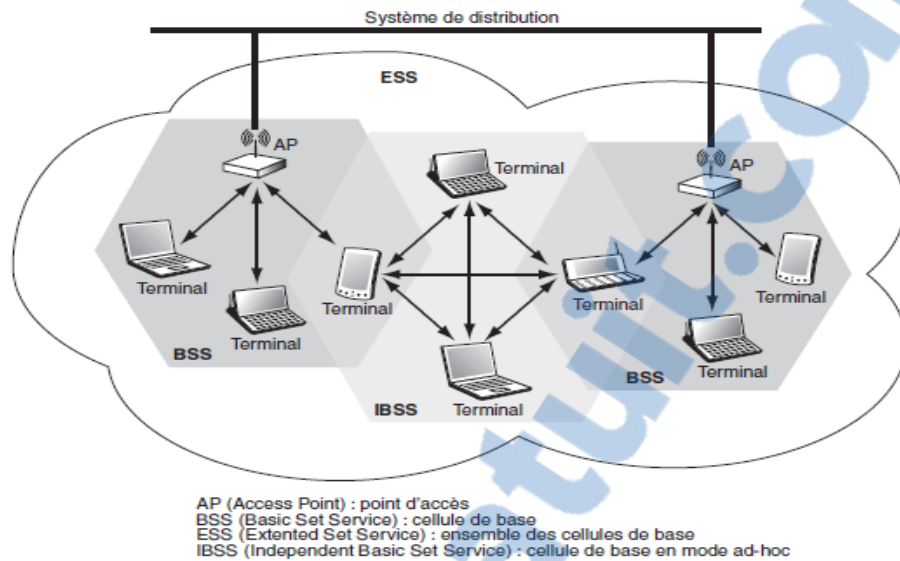 Système de distribution
ESS
AP
Terminal
AP
Terminal
Terminal
Terminal
Terminal
Terminal
Terminal
BSS
BSS
Terminal
IBSS
Terminal
AP (Access Point) : point d'accès
BSS (Basic Set Service) : cellule de base
ESS (Extented Set Service) : ensemble des cellules de base
IBSS (Independent Basic Set Service) : cellule de base en mode ad-hoc